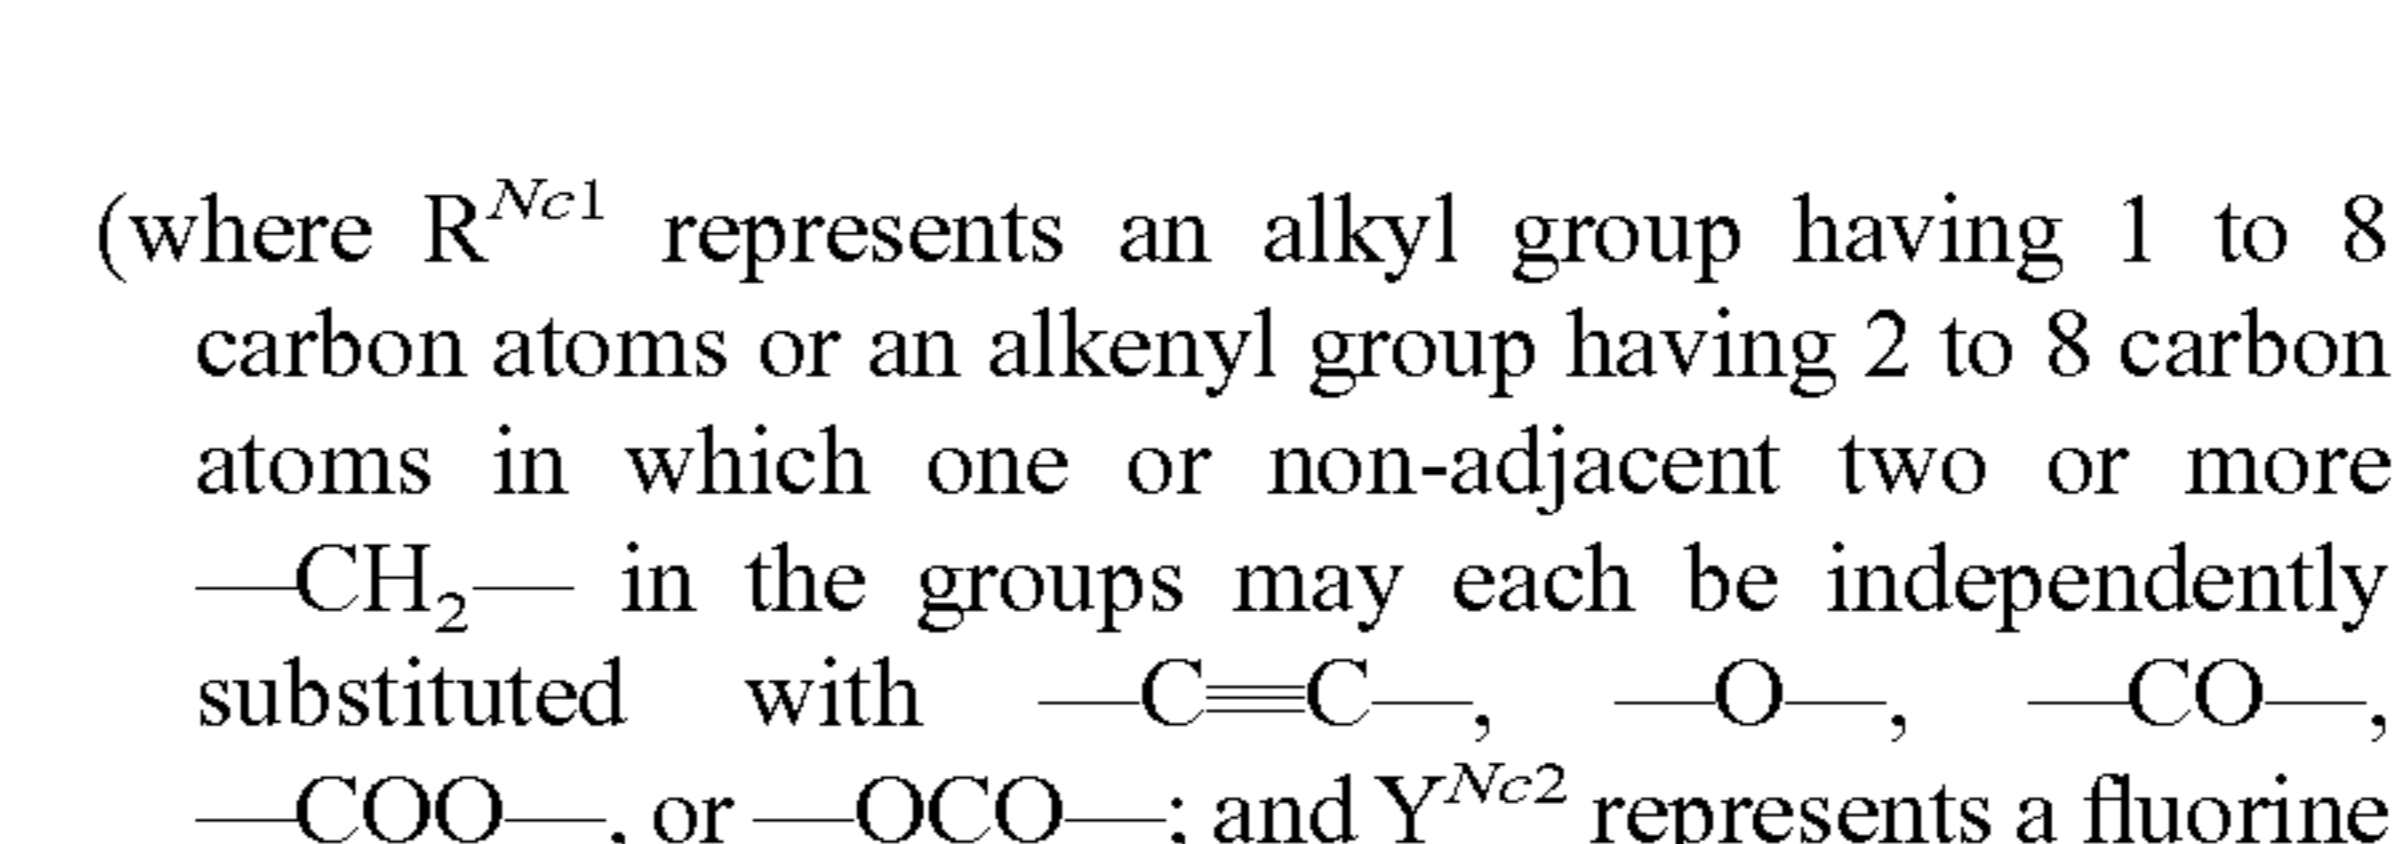 (where R^Nc1 represents an alkyl group having 1 to 8
carbon atoms or an alkenyl group having 2 to 8 carbon
atoms in which one or non-adjacent two or more
—CH₂— in the groups may each be independently
substituted with —C≡C—, —O—, —CO—,
—COO—, or —OCO—; and Y^Nc2 represents a fluorine